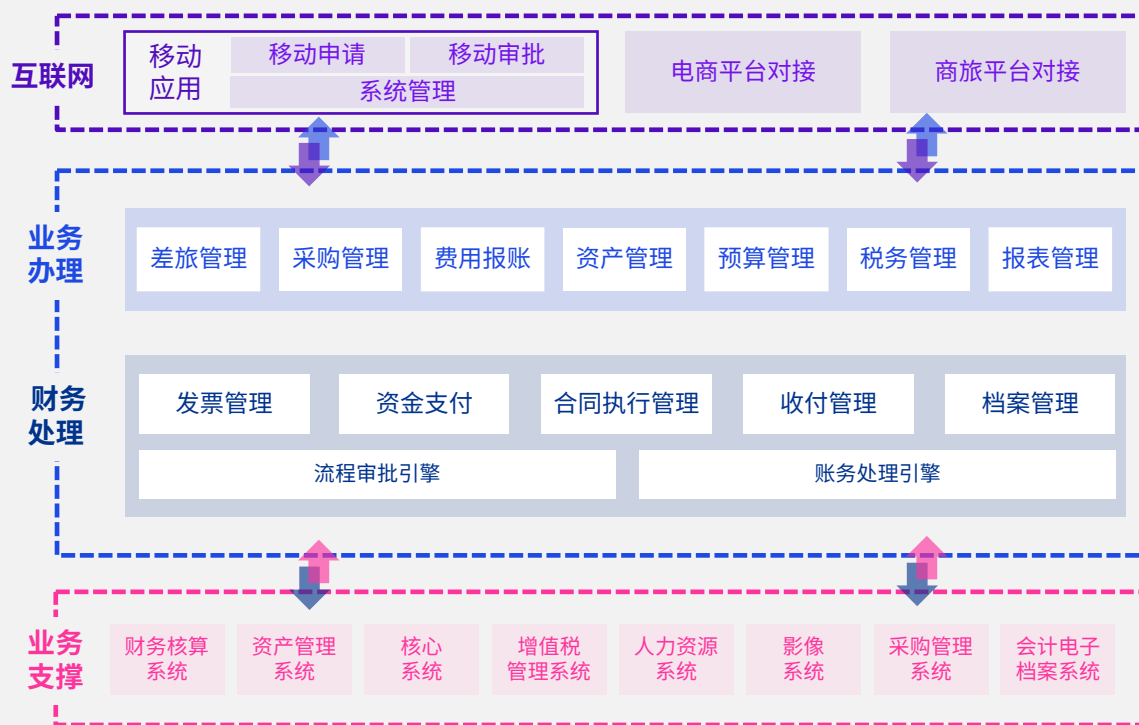 互联网
移动
应用
移动申请
移动审批
系统管理
电商平台对接
商旅平台对接
业务
办理
差旅管理
采购管理
费用报账
资产管理
预算管理
税务管理
报表管理
财务
处理
发票管理
资金支付
合同执行管理
收付管理
档案管理
流程审批引擎
账务处理引擎
业务
支撑
财务核算
系统
资产管理
系统
核心
系统
增值税
管理系统
人力资源
系统
影像
系统
采购管理
系统
会计电子
档案系统